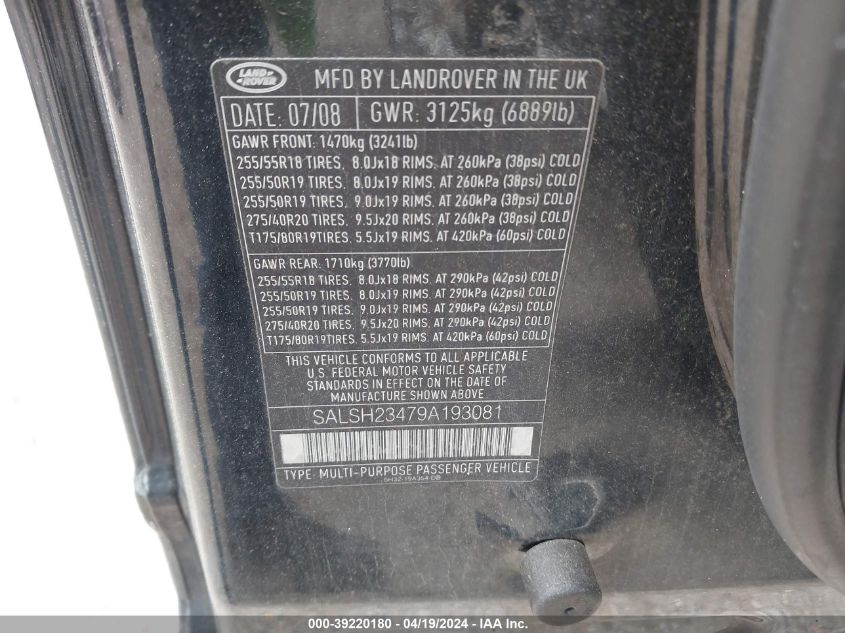 LAND
ROVER
MFD BY LANDROVER IN THE UK
DATE: 07/08 GWR: 3125kg (6889lb)
GAWR FRONT: 1470kg (3241lb)
255/55R18 TIRES, 8.0Jx18 RIMS, AT 260kPa (38psi) COLD
255/50R19 TIRES, 8.0Jx19 RIMS, AT 260kPa (38psi) COLD
255/50R19 TIRES, 9.0Jx19 RIMS, AT 260kPa (38psi) COLD
275/40R20 TIRES, 9.5Jx20 RIMS, AT 260kPa (38psi) COLD
T175/80R19TIRES, 5.5Jx19 RIMS, AT 420kPa (60psi) COLD
GAWR REAR: 1710kg (3770lb)
255/55R18 TIRES, 8.0Jx18 RIMS, AT 290kPa (42psi) COLD
255/50R19 TIRES, 8.0Jx19 RIMS, AT 290kPa (42psi) COLD
255/50R19 TIRES, 9.0Jx19 RIMS, AT 290kPa (42psi) COLD
275/40R20 TIRES, 9.5Jx20 RIMS, AT 290kPa (42psi) COLD
T175/80R19TIRES, 5.5Jx19 RIMS, AT 420kPa (60psi) COLD
THIS VEHICLE CONFORMS TO ALL APPLICABLE
U.S. FEDERAL MOTOR VEHICLE SAFETY
STANDARDS IN EFFECT ON THE DATE OF
MANUFACTURE SHOWN ABOVE
SALSH23479A193081
TYPE: MULTI-PURPOSE PASSENGER VEHICLE
000-39220180 - 04/19/2024 - IAAI.com